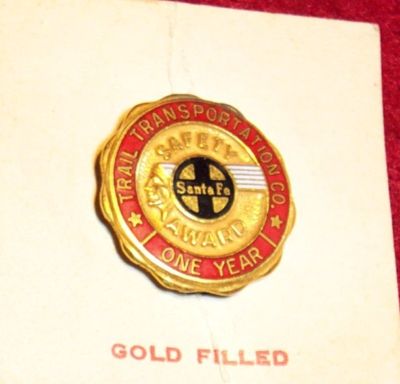 TRAIL TRANSPORTATION CO.
SAFETY
Santa Fe
AWARD
ONE YEAR
GOLD FILLED